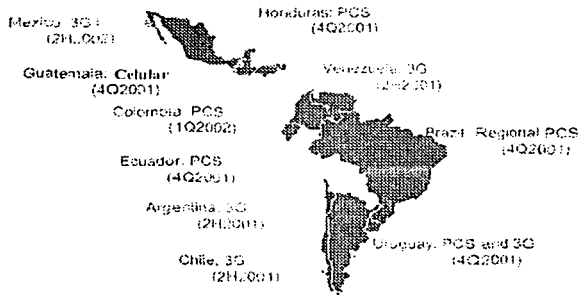 Honduras: PCS
(4Q2001)
Mexico: 3G
(2H2002)
Guatemala: Celular
(4Q2001)
Venezuela: 3G
(2H2001)
Colombia: PCS
(1Q2002)
Brazil: Regional PCS
(4Q2001)
Ecuador: PCS
(4Q2001)
Argentina: 3G
(2H2001)
Uruguay: PCS and 3G
(4Q2001)
Chile: 3G
(2H2001)